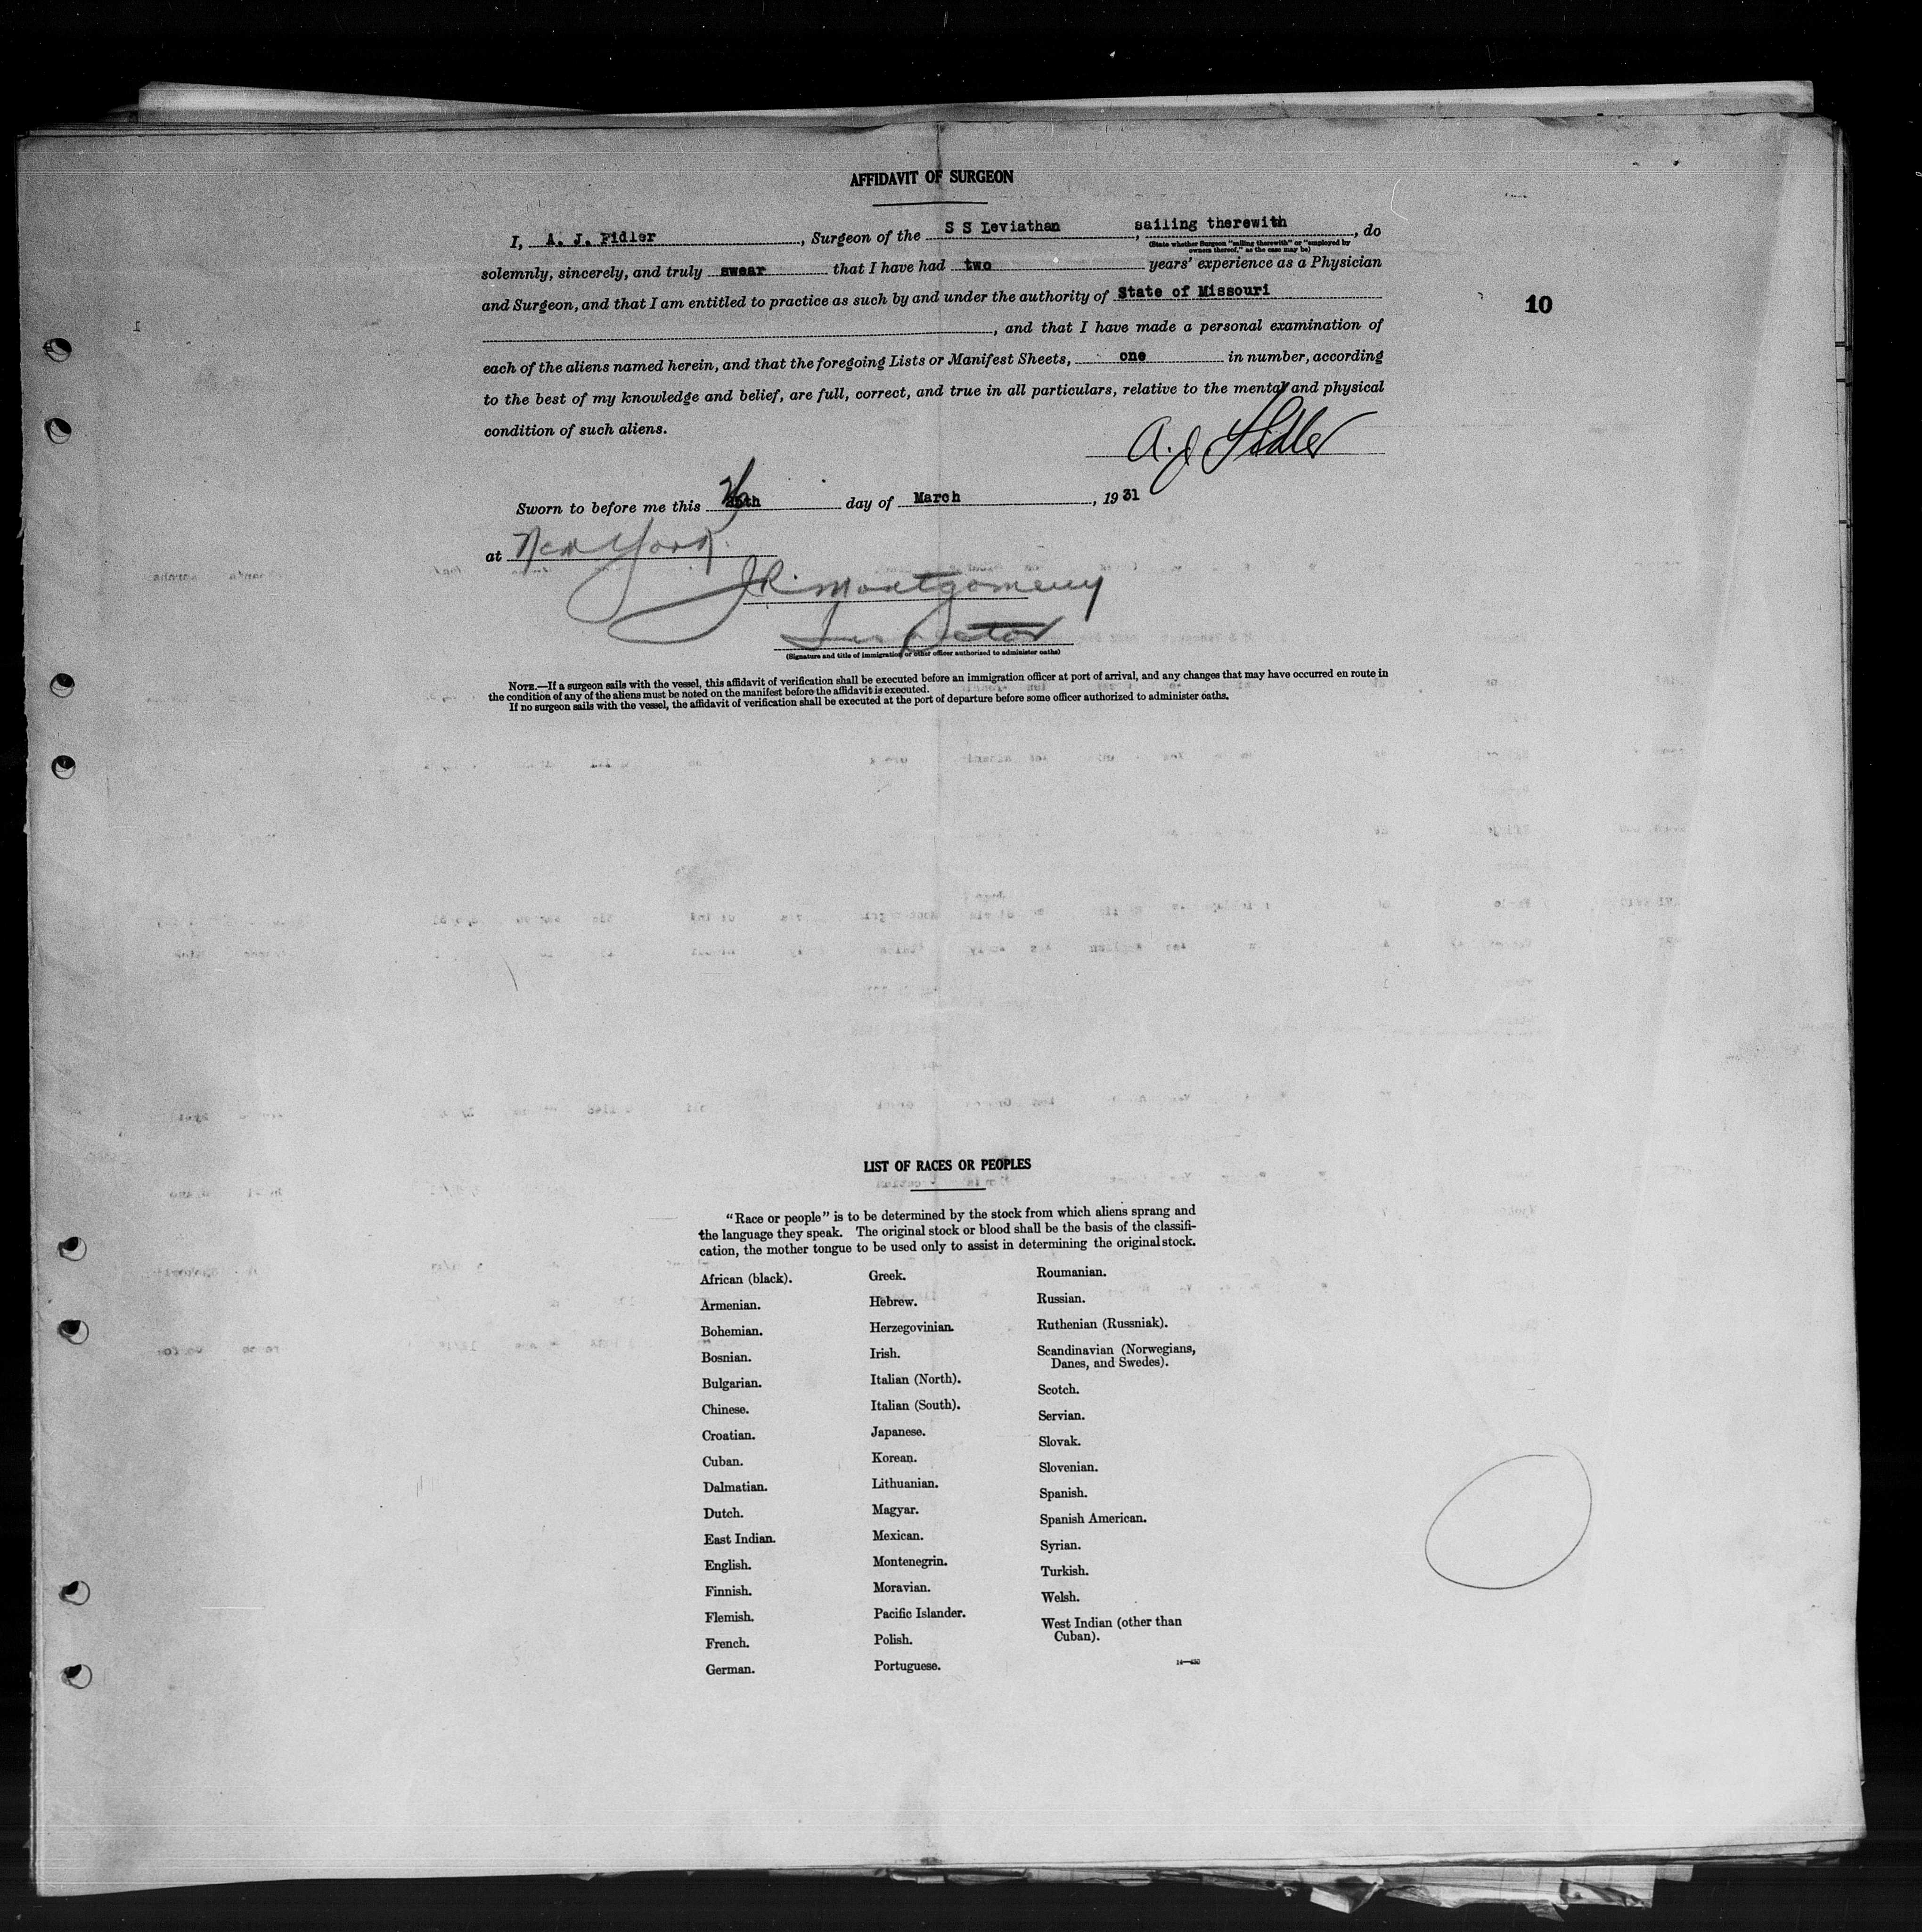 AFFIDAVIT OF SURGEON
I, A. J. Fidler, Surgeon of the S S Leviathan, sailing therewith, do
(State whether Surgeon "sailing therewith" or "employed by
owners thereof," as the case may be)
solemnly, sincerely, and truly swear that I have had two years' experience as a Physician
and Surgeon, and that I am entitled to practice as such by and under the authority of State of Missouri
10
, and that I have made a personal examination of
each of the aliens named herein, and that the foregoing Lists or Manifest Sheets, one in number, according
to the best of my knowledge and belief, are full, correct, and true in all particulars, relative to the mental and physical
condition of such aliens.
A. J Fidler
Sworn to before me this day of March, 1931
at New York
J R Montgomery
Inspector
(Signature and title of immigration or other officer authorized to administer oaths)
NOTE.—If a surgeon sails with the vessel, this affidavit of verification shall be executed before an immigration officer at port of arrival, and any changes that may have occurred en route in
the condition of any of the aliens must be noted on the manifest before the affidavit is executed.
If no surgeon sails with the vessel, the affidavit of verification shall be executed at the port of departure before some officer authorized to administer oaths.
LIST OF RACES OR PEOPLES
"Race or people" is to be determined by the stock from which aliens sprang and
the language they speak. The original stock or blood shall be the basis of the classifi-
cation, the mother tongue to be used only to assist in determining the original stock.
African (black).
Armenian.
Bohemian.
Bosnian.
Bulgarian.
Chinese.
Croatian.
Cuban.
Dalmatian.
Dutch.
East Indian.
English.
Finnish.
Flemish.
French.
German.
Greek.
Hebrew.
Herzegovinian.
Irish.
Italian (North).
Italian (South).
Japanese.
Korean.
Lithuanian.
Magyar.
Mexican.
Montenegrin.
Moravian.
Pacific Islander.
Polish.
Portuguese.
Roumanian.
Russian.
Ruthenian (Russniak).
Scandinavian (Norwegians,
Danes, and Swedes).
Scotch.
Servian.
Slovak.
Slovenian.
Spanish.
Spanish American.
Syrian.
Turkish.
Welsh.
West Indian (other than
Cuban).